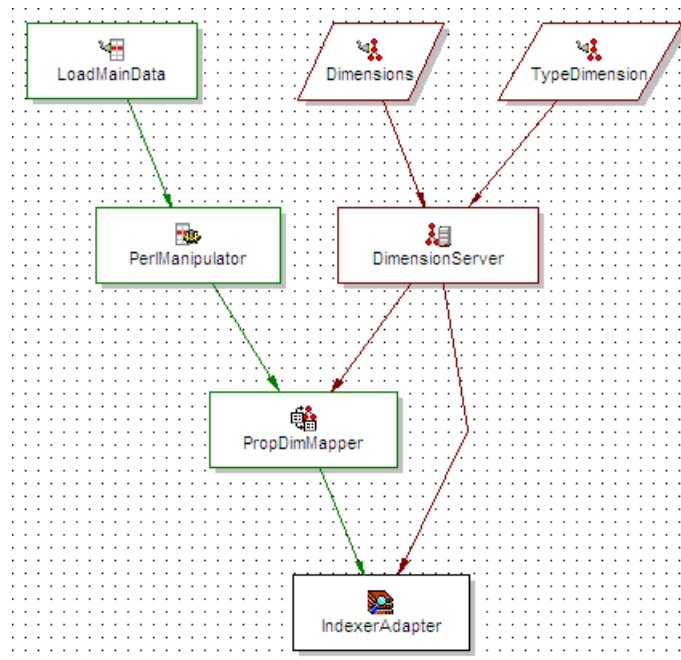 LoadMainData
Dimensions
TypeDimension
PerlManipulator
DimensionServer
PropDimMapper
IndexerAdapter